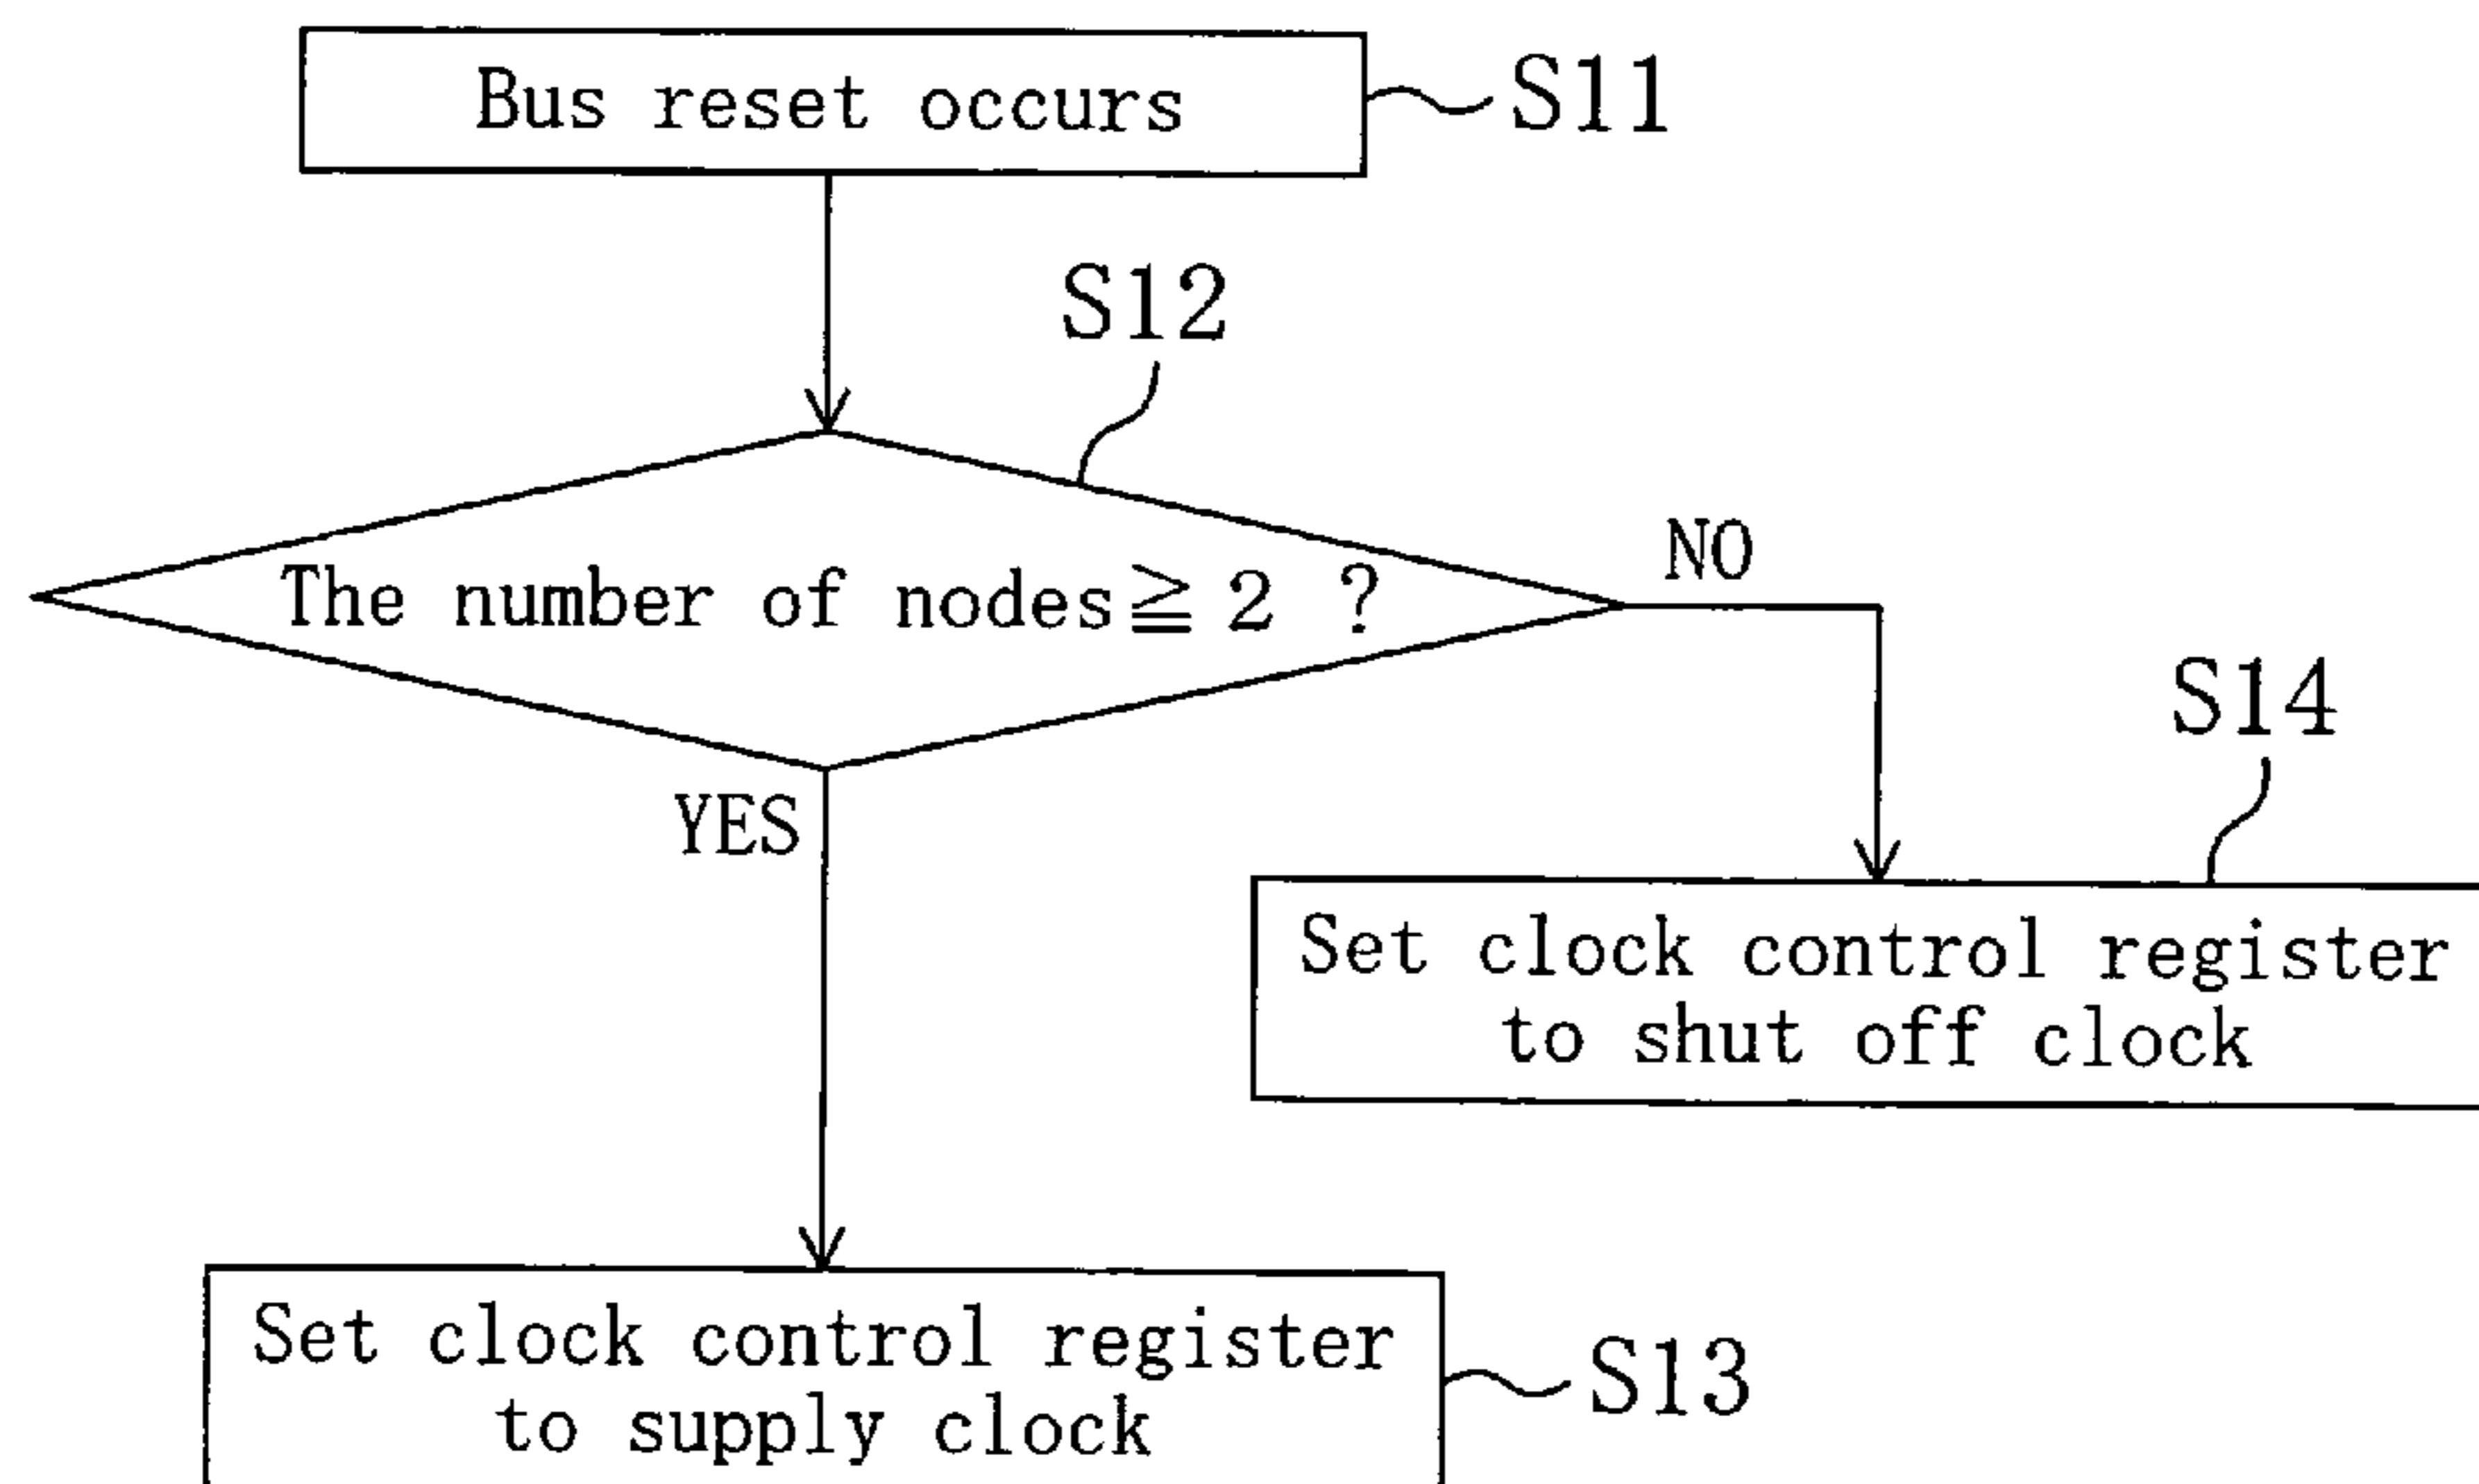 Bus reset occurs
S11
S12
The number of nodes≧2 ?
NO
YES
S14
Set clock control register
to shut off clock
Set clock control register
to supply clock
S13